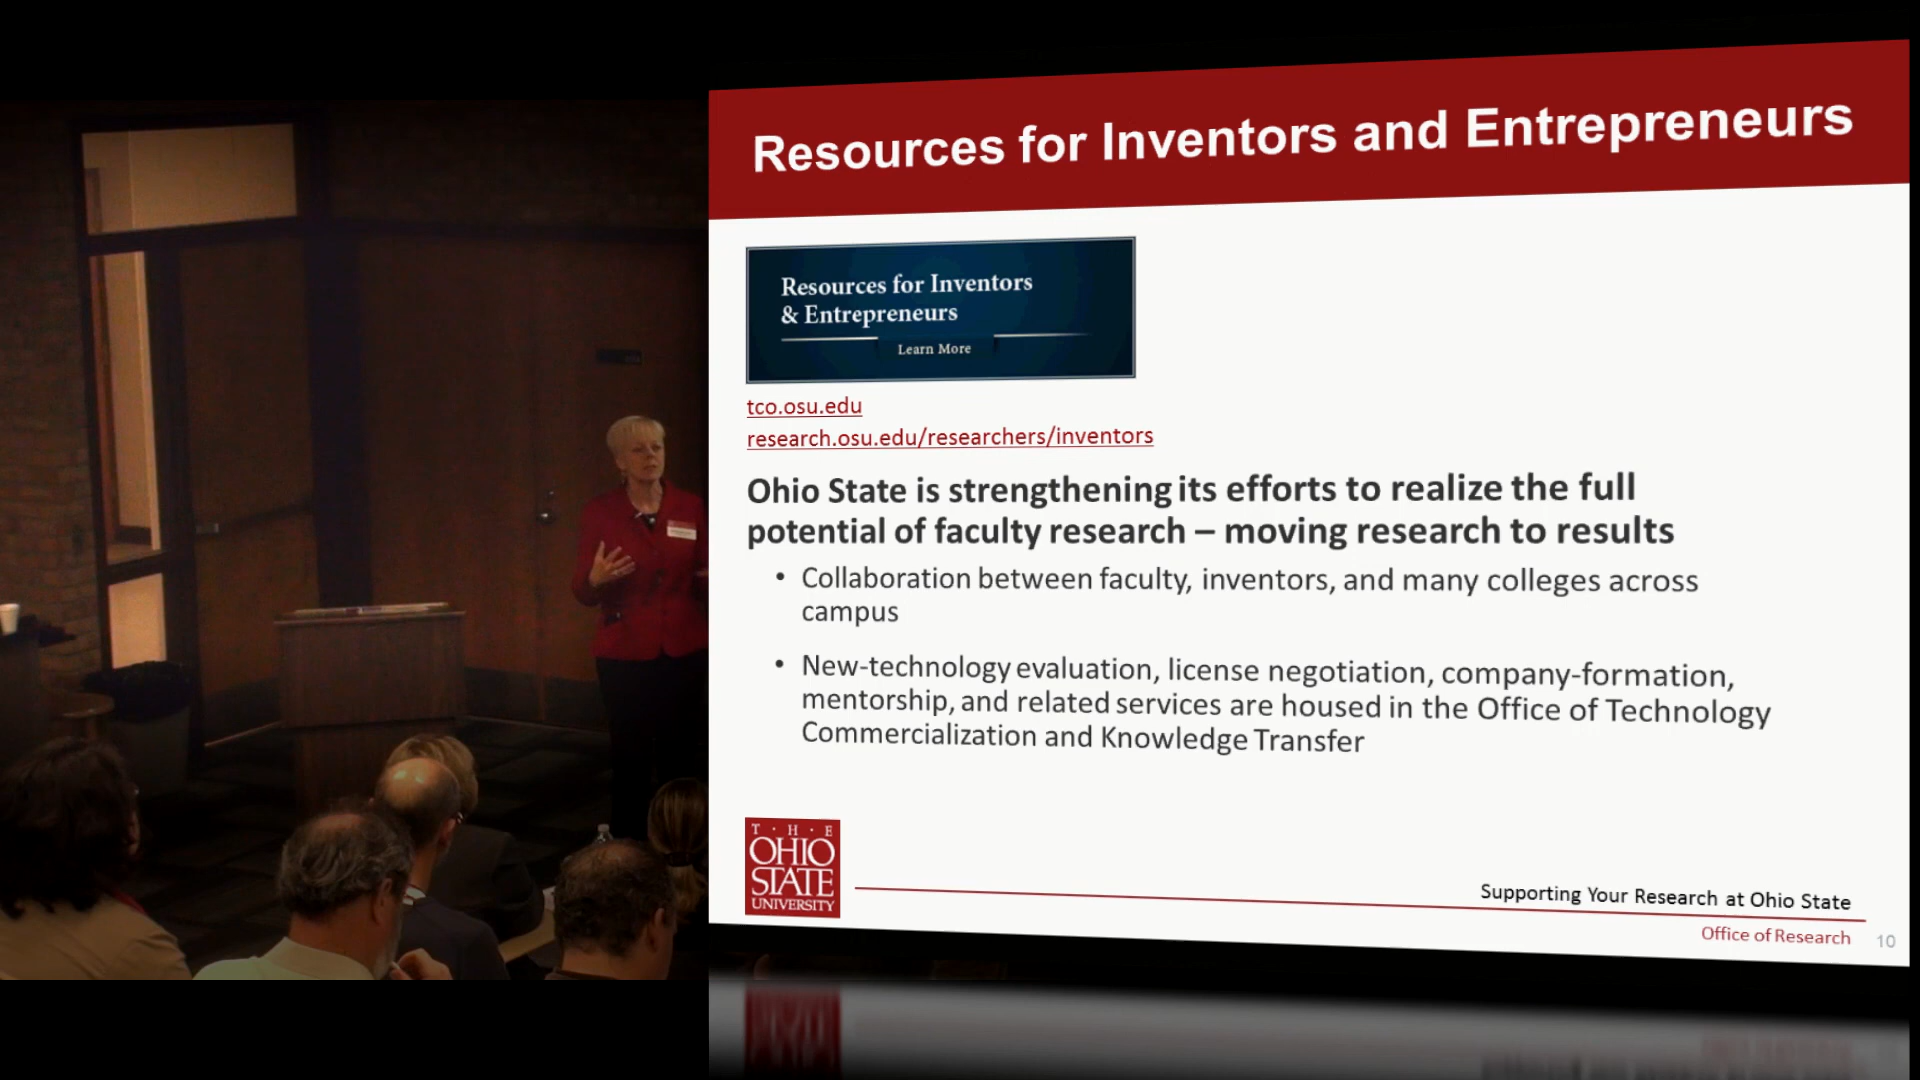 Resources for Inventors and Entrepreneurs
Resources for Inventors
& Entrepreneurs
Learn More
tco.osu.edu
research.osu.edu/researchers/inventors
Ohio State is strengthening its efforts to realize the full
potential of faculty research – moving research to results
• Collaboration between faculty, inventors, and many colleges across
campus
• New-technology evaluation, license negotiation, company-formation,
mentorship, and related services are housed in the Office of Technology
Commercialization and Knowledge Transfer
T · H · E
OHIO
STATE
UNIVERSITY
Supporting Your Research at Ohio State
Office of Research
10